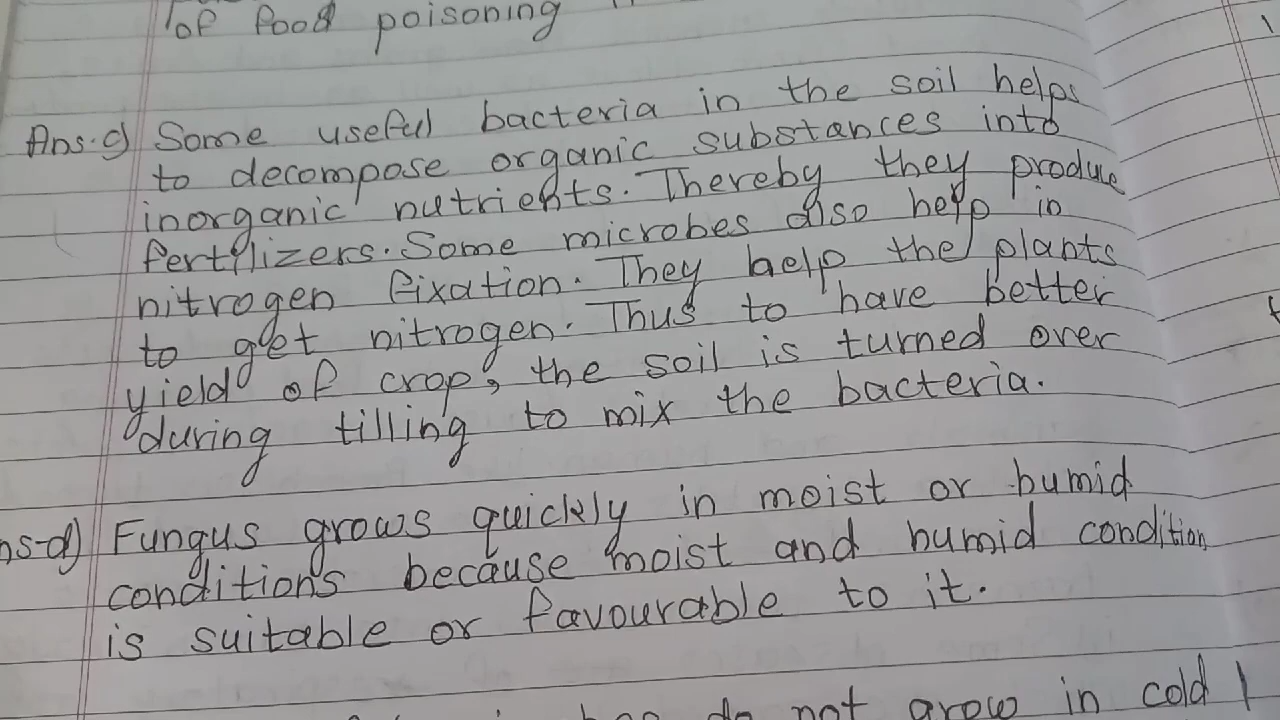 of food poisoning
Ans. c) Some useful bacteria in the soil helps
to decompose organic substances into
inorganic nutrients. Thereby they produce
fertilizers. Some microbes also help in
nitrogen fixation. They help the plants
to get nitrogen. Thus to have better
yield of crop, the soil is turned over
during tilling to mix the bacteria.
ns-d) Fungus grows quickly in moist or humid
conditions because moist and humid condition
is suitable or favourable to it.
do not grow in cold